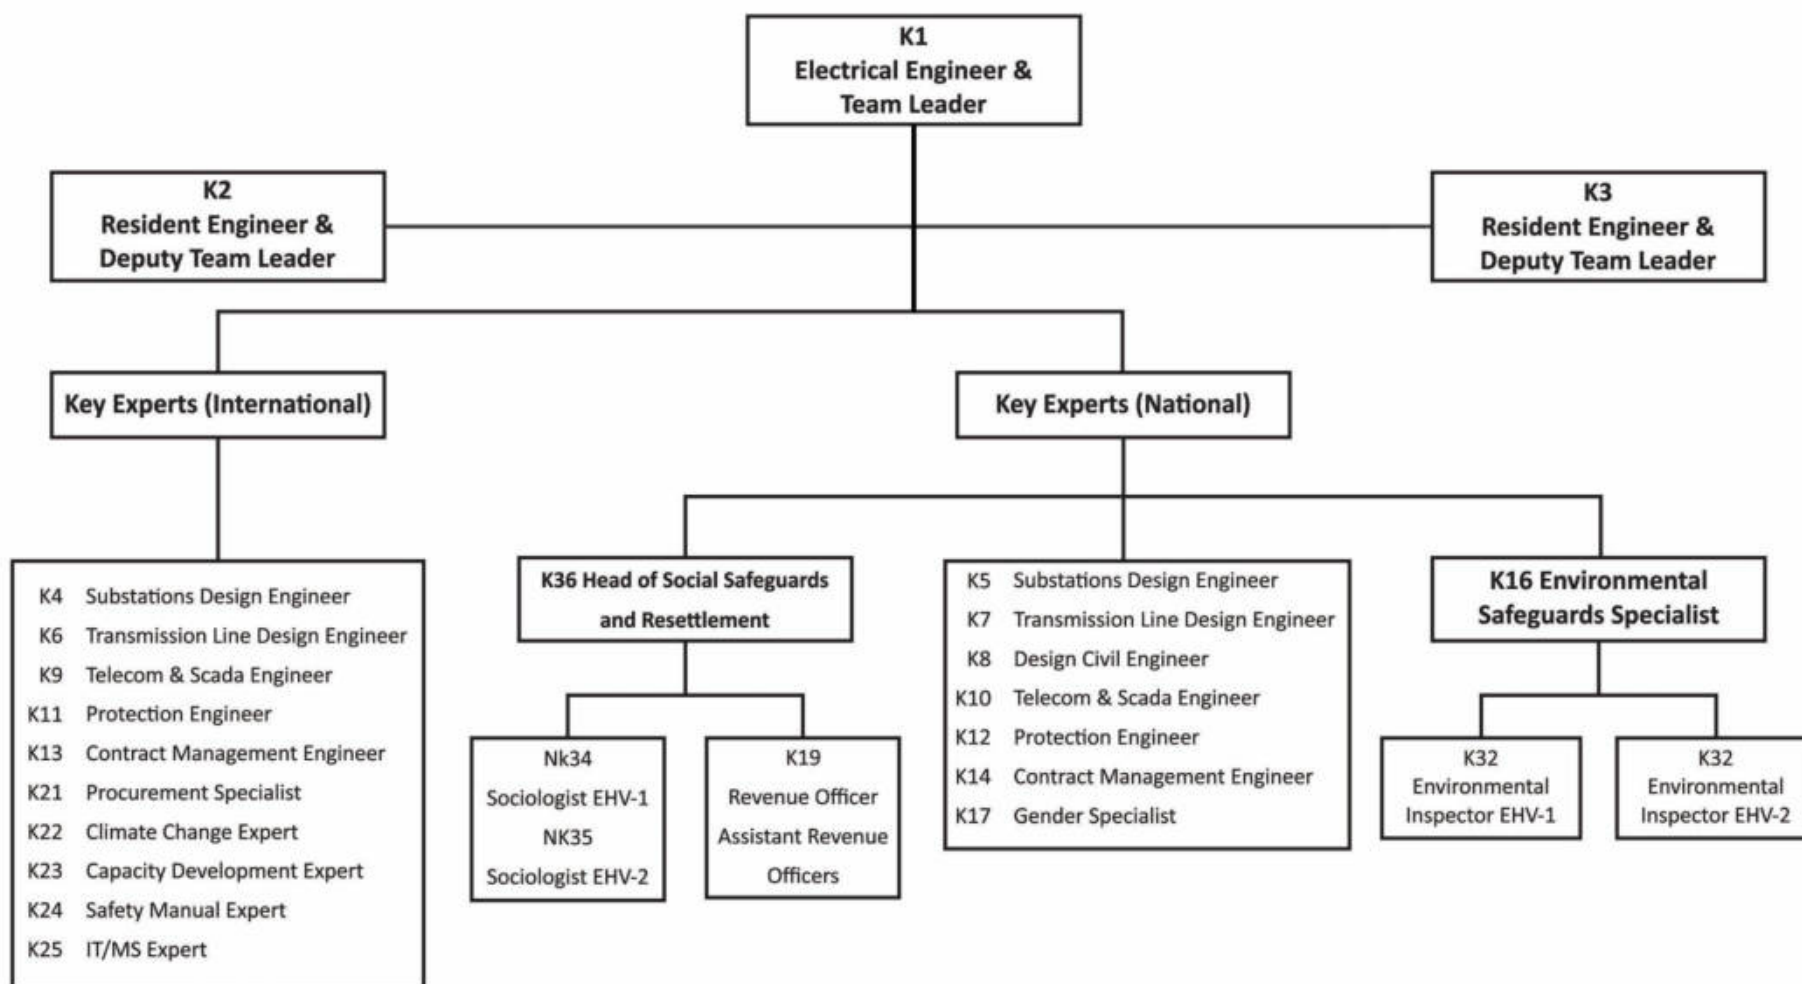 K1
Electrical Engineer &
Team Leader
K2
Resident Engineer &
Deputy Team Leader
K3
Resident Engineer &
Deputy Team Leader
Key Experts (International)
Key Experts (National)
K4 Substations Design Engineer
K6 Transmission Line Design Engineer
K9 Telecom & Scada Engineer
K11 Protection Engineer
K13 Contract Management Engineer
K21 Procurement Specialist
K22 Climate Change Expert
K23 Capacity Development Expert
K24 Safety Manual Expert
K25 IT/MS Expert
K36 Head of Social Safeguards
and Resettlement
Nk34
Sociologist EHV-1
NK35
Sociologist EHV-2
K19
Revenue Officer
Assistant Revenue
Officers
K5 Substations Design Engineer
K7 Transmission Line Design Engineer
K8 Design Civil Engineer
K10 Telecom & Scada Engineer
K12 Protection Engineer
K14 Contract Management Engineer
K17 Gender Specialist
K16 Environmental
Safeguards Specialist
K32
Environmental
Inspector EHV-1
K32
Environmental
Inspector EHV-2